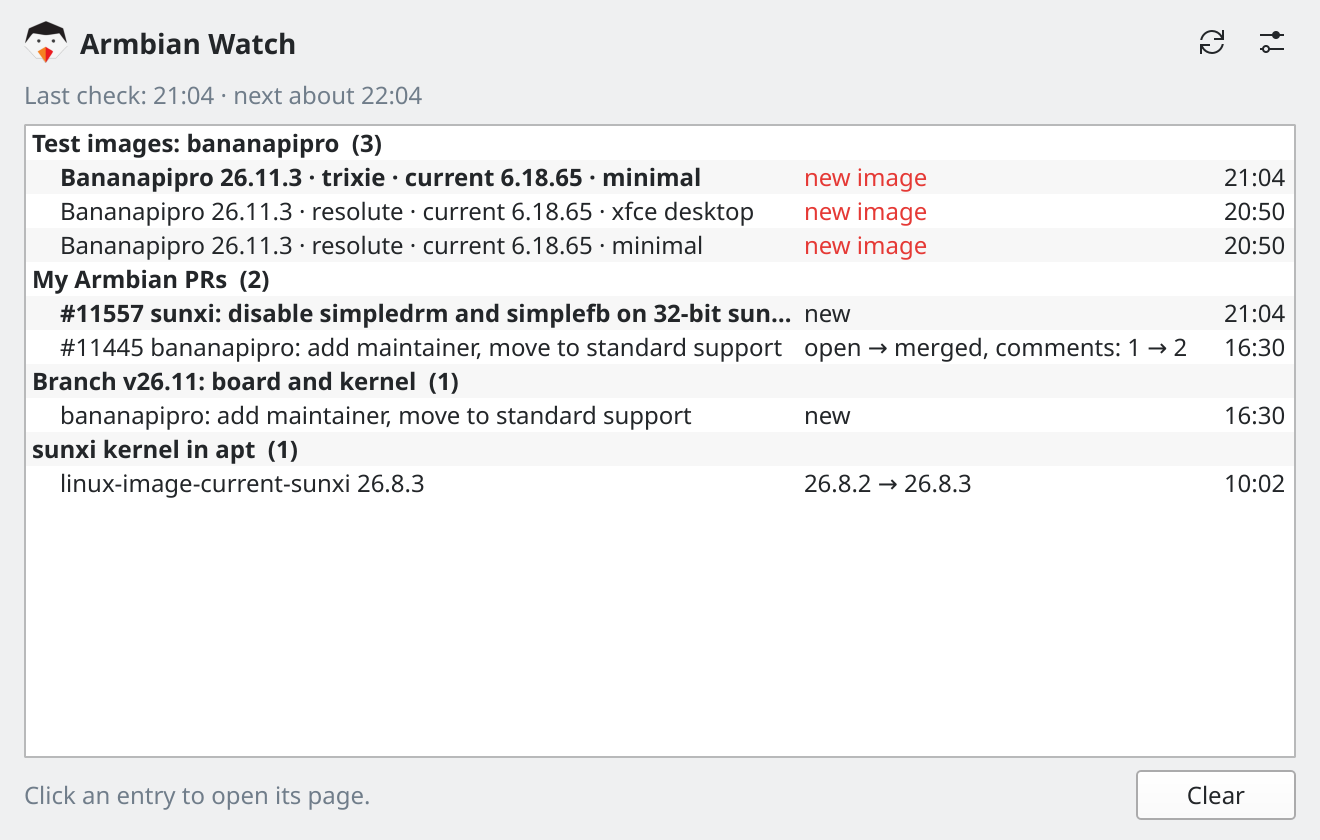 Armbian Watch
Last check: 21:04 · next about 22:04
Test images: bananapipro (3)
Bananapipro 26.11.3 · trixie · current 6.18.65 · minimal new image 21:04
Bananapipro 26.11.3 · resolute · current 6.18.65 · xfce desktop new image 20:50
Bananapipro 26.11.3 · resolute · current 6.18.65 · minimal new image 20:50
My Armbian PRs (2)
#11557 sunxi: disable simpledrm and simplefb on 32-bit sun... new 21:04
#11445 bananapipro: add maintainer, move to standard support open → merged, comments: 1 → 2 16:30
Branch v26.11: board and kernel (1)
bananapipro: add maintainer, move to standard support new 16:30
sunxi kernel in apt (1)
linux-image-current-sunxi 26.8.3 26.8.2 → 26.8.3 10:02
Click an entry to open its page.
Clear